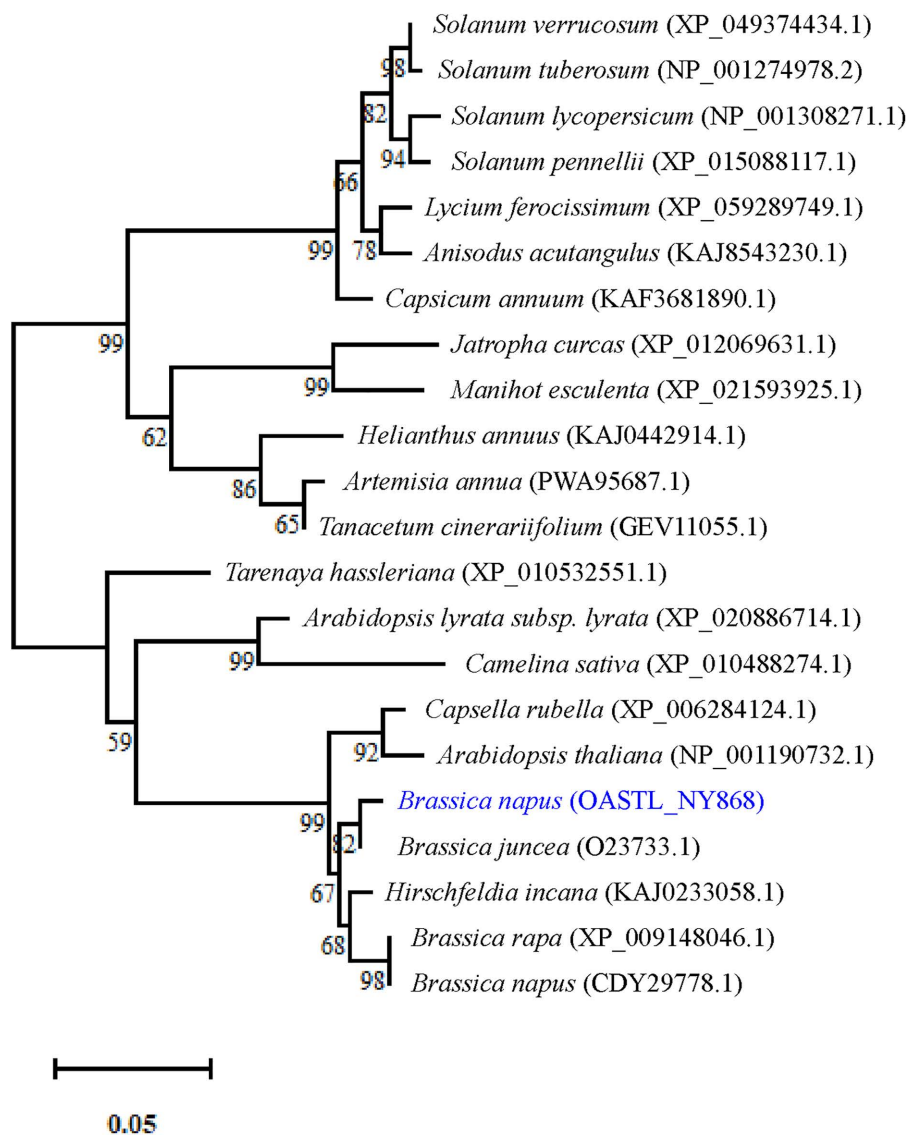 Solanum verrucosum (XP_049374434.1)
98
Solanum tuberosum (NP_001274978.2)
82
Solanum lycopersicum (NP_001308271.1)
94
Solanum pennellii (XP_015088117.1)
66
Lycium ferocissimum (XP_059289749.1)
99
78
Anisodus acutangulus (KAJ8543230.1)
Capsicum annuum (KAF3681890.1)
99
Jatropha curcas (XP_012069631.1)
99
Manihot esculenta (XP_021593925.1)
62
Helianthus annuus (KAJ0442914.1)
86
Artemisia annua (PWA95687.1)
65
Tanacetum cinerariifolium (GEV11055.1)
Tarenaya hassleriana (XP_010532551.1)
Arabidopsis lyrata subsp. lyrata (XP_020886714.1)
99
Camelina sativa (XP_010488274.1)
Capsella rubella (XP_006284124.1)
59
92
Arabidopsis thaliana (NP_001190732.1)
Brassica napus (OASTL_NY868)
99
82
Brassica juncea (O23733.1)
67
Hirschfeldia incana (KAJ0233058.1)
68
Brassica rapa (XP_009148046.1)
98
Brassica napus (CDY29778.1)
0.05